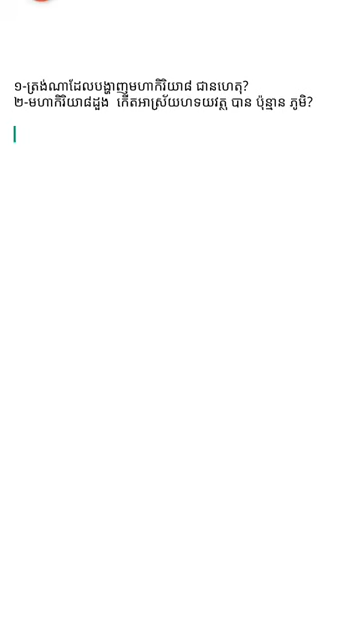 ១-ត្រង់ណាដែលបង្ហាញមហាកិរិយា៨ ជានហេតុ?
២-មហាកិរិយា៨ដួង កើតអាស្រ័យហទយវត្ថុ បាន ប៉ុន្មាន ភូមិ?